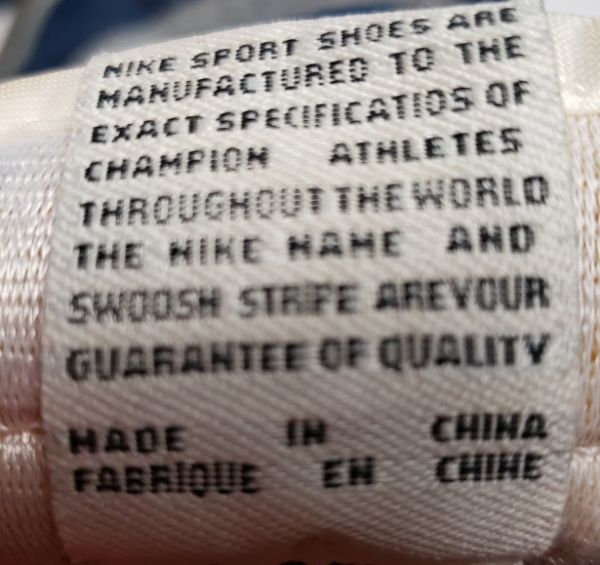 NIKE SPORT SHOES ARE
MANUFACTURED TO THE
EXACT SPECIFICATIOS OF
CHAMPION ATHLETES
THROUGHOUT THE WORLD
THE NIKE NAME AND
SWOOSH STRIPE AREYOUR
GUARANTEE OF QUALITY
MADE IN CHINA
FABRIQUE EN CHINE